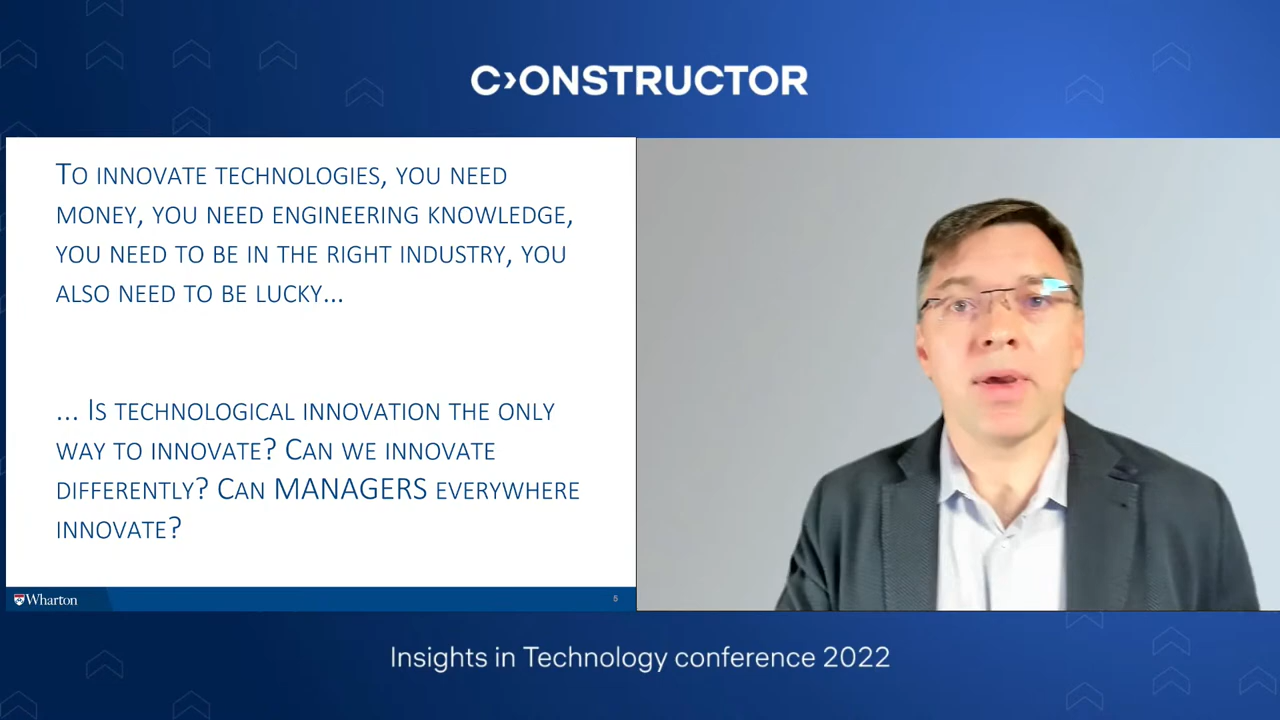 C›ONSTRUCTOR
TO INNOVATE TECHNOLOGIES, YOU NEED
MONEY, YOU NEED ENGINEERING KNOWLEDGE,
YOU NEED TO BE IN THE RIGHT INDUSTRY, YOU
ALSO NEED TO BE LUCKY...
... IS TECHNOLOGICAL INNOVATION THE ONLY
WAY TO INNOVATE? CAN WE INNOVATE
DIFFERENTLY? CAN MANAGERS EVERYWHERE
INNOVATE?
Wharton
5
Insights in Technology conference 2022